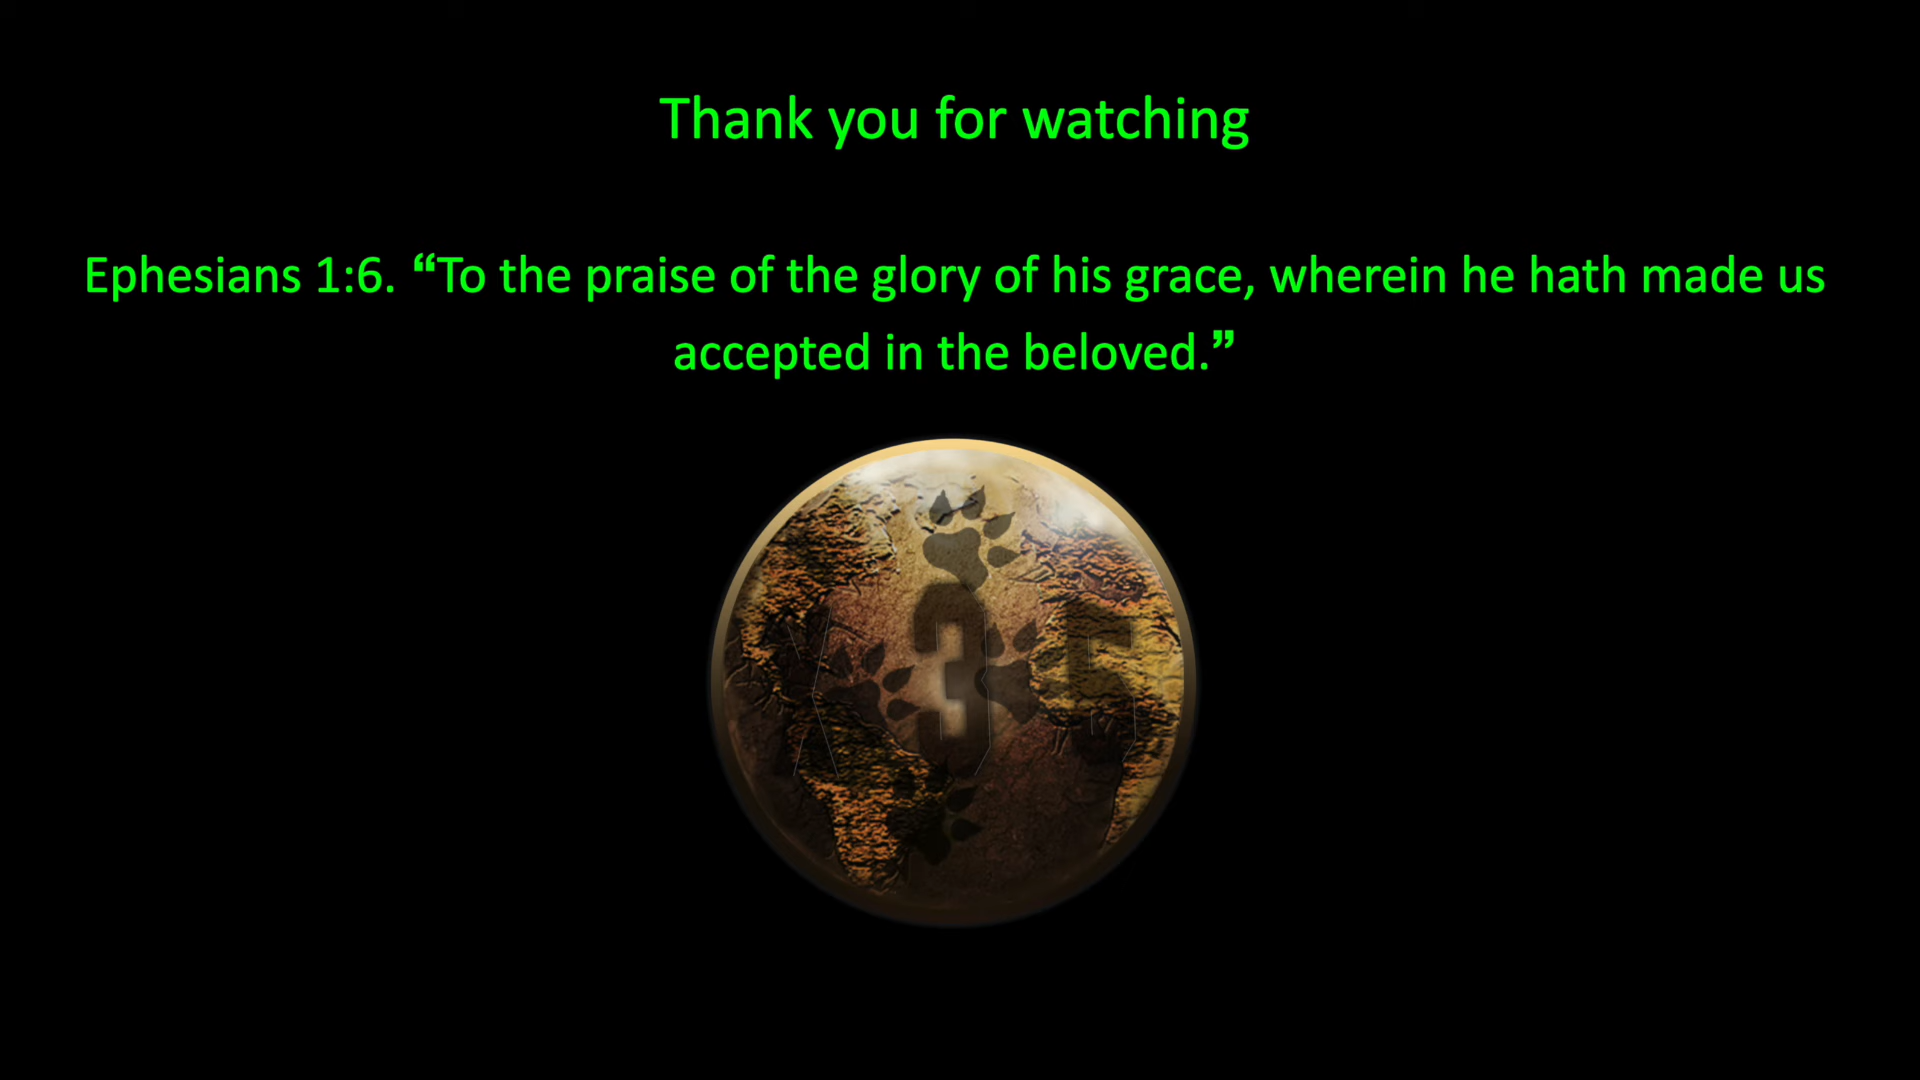 Thank you for watching
Ephesians 1:6. “To the praise of the glory of his grace, wherein he hath made us
accepted in the beloved.”